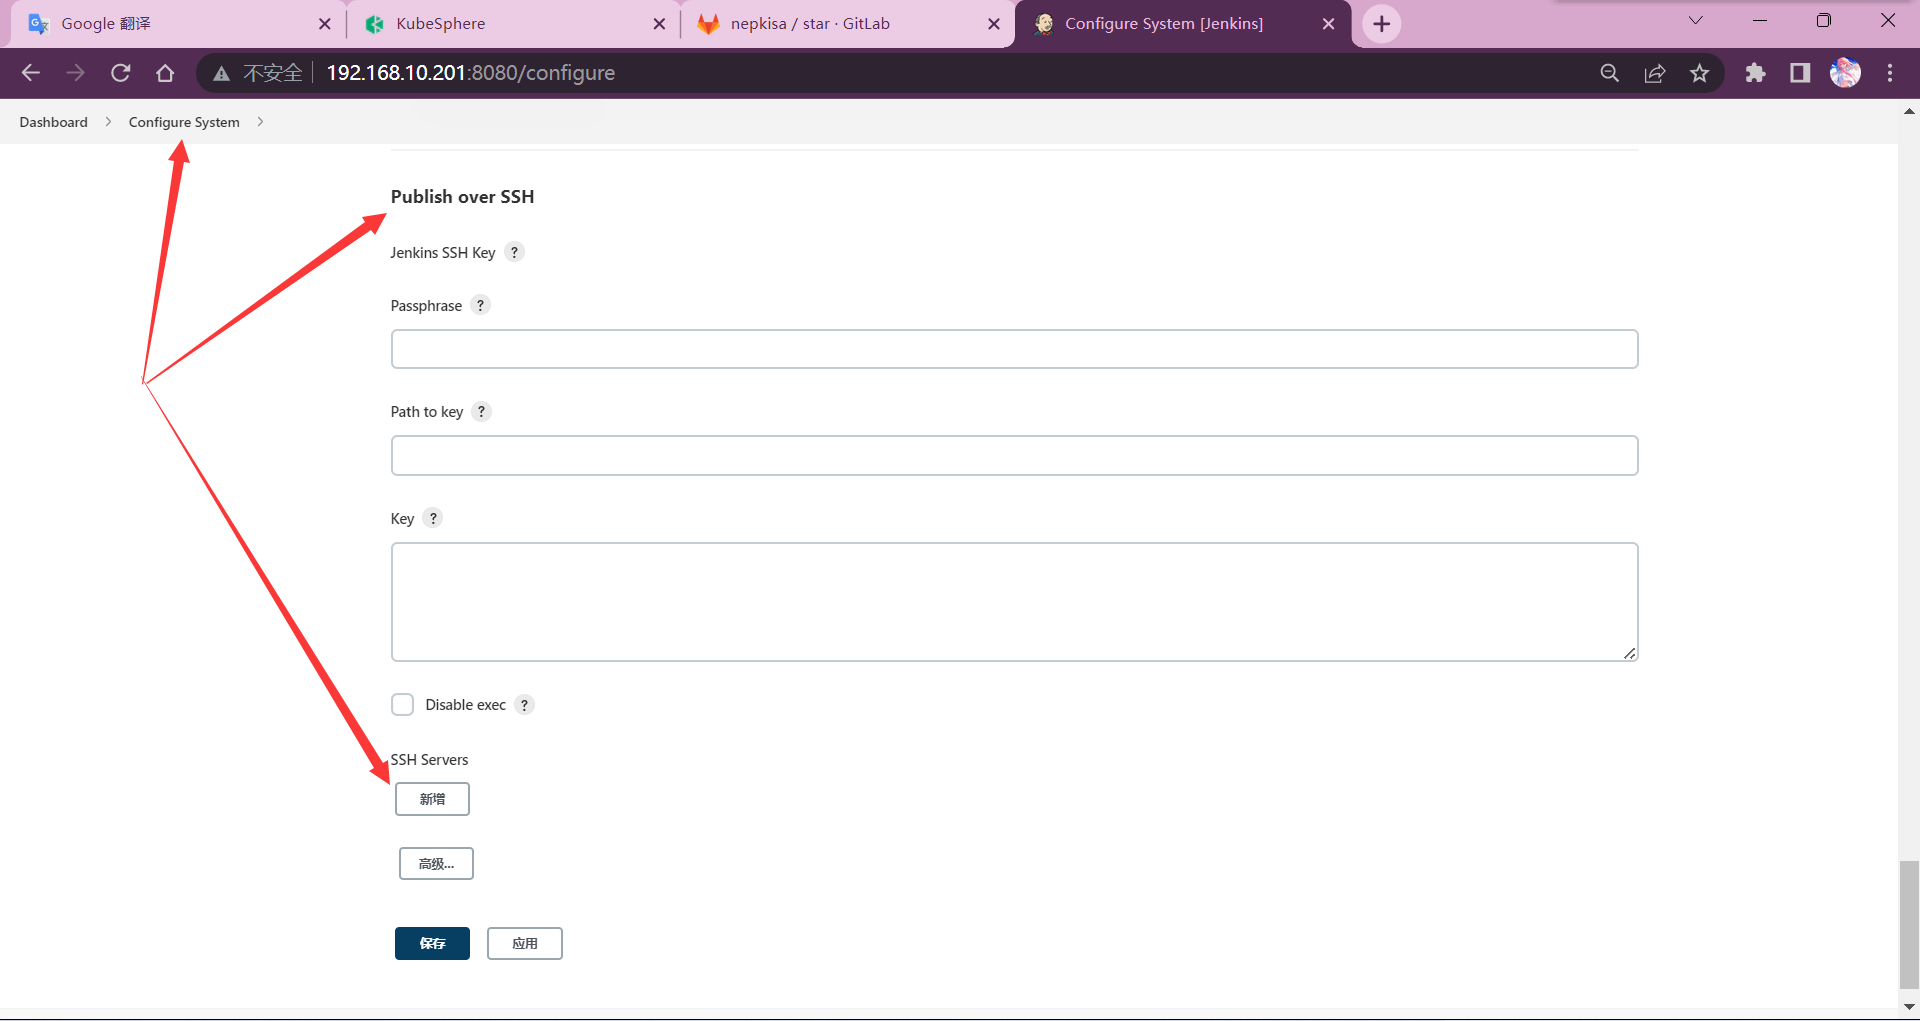 Google 翻译
KubeSphere
nepkisa / star · GitLab
Configure System [Jenkins]
不安全
192.168.10.201:8080/configure
Dashboard
Configure System
Publish over SSH
Jenkins SSH Key ?
Passphrase ?
Path to key ?
Key ?
Disable exec ?
SSH Servers
新增
高级...
保存
应用